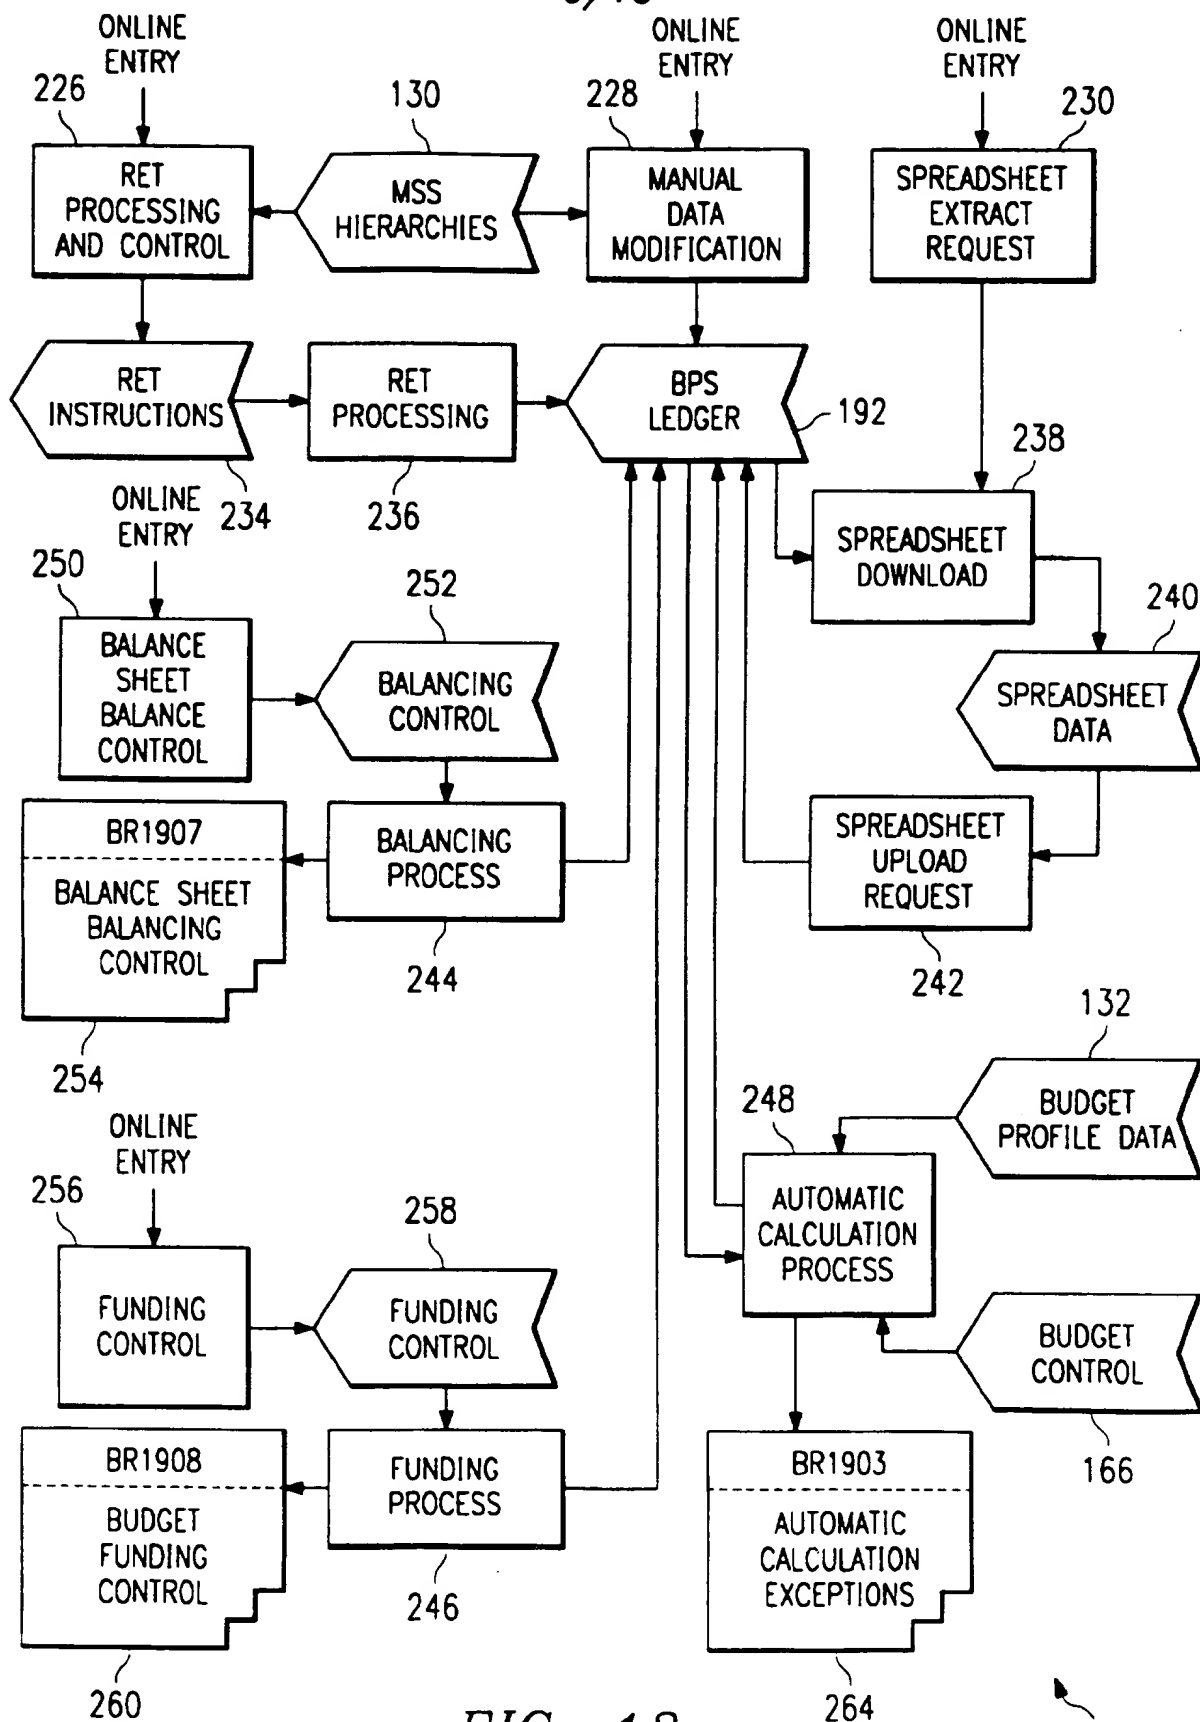 ONLINE
ENTRY
ONLINE
ENTRY
ONLINE
ENTRY
226
130
228
230
RET
PROCESSING
AND CONTROL
MSS
HIERARCHIES
MANUAL
DATA
MODIFICATION
SPREADSHEET
EXTRACT
REQUEST
RET
INSTRUCTIONS
RET
PROCESSING
BPS
LEDGER
192
234
236
238
ONLINE
ENTRY
SPREADSHEET
DOWNLOAD
250
252
240
BALANCE
SHEET
BALANCE
CONTROL
BALANCING
CONTROL
SPREADSHEET
DATA
BR1907
BALANCE SHEET
BALANCING
CONTROL
BALANCING
PROCESS
SPREADSHEET
UPLOAD
REQUEST
244
242
254
132
ONLINE
ENTRY
248
BUDGET
PROFILE DATA
256
258
AUTOMATIC
CALCULATION
PROCESS
FUNDING
CONTROL
FUNDING
CONTROL
BUDGET
CONTROL
166
BR1908
BUDGET
FUNDING
CONTROL
FUNDING
PROCESS
BR1903
AUTOMATIC
CALCULATION
EXCEPTIONS
246
260
264